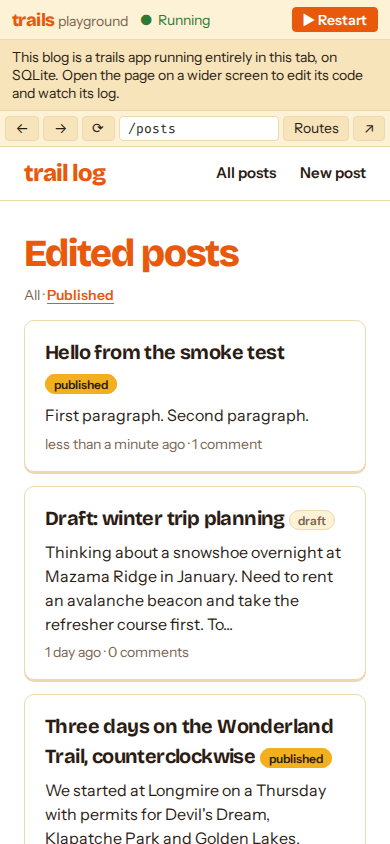 trails playground ● Running ▶ Restart
This blog is a trails app running entirely in this tab, on
SQLite. Open the page on a wider screen to edit its code
and watch its log.
← → ⟳ /posts Routes ↗
trail log All posts New post
Edited posts
All · Published
Hello from the smoke test
published
First paragraph. Second paragraph.
less than a minute ago · 1 comment
Draft: winter trip planning draft
Thinking about a snowshoe overnight at
Mazama Ridge in January. Need to rent
an avalanche beacon and take the
refresher course first. To...
1 day ago · 0 comments
Three days on the Wonderland
Trail, counterclockwise published
We started at Longmire on a Thursday
with permits for Devil's Dream,
Klapatche Park and Golden Lakes.